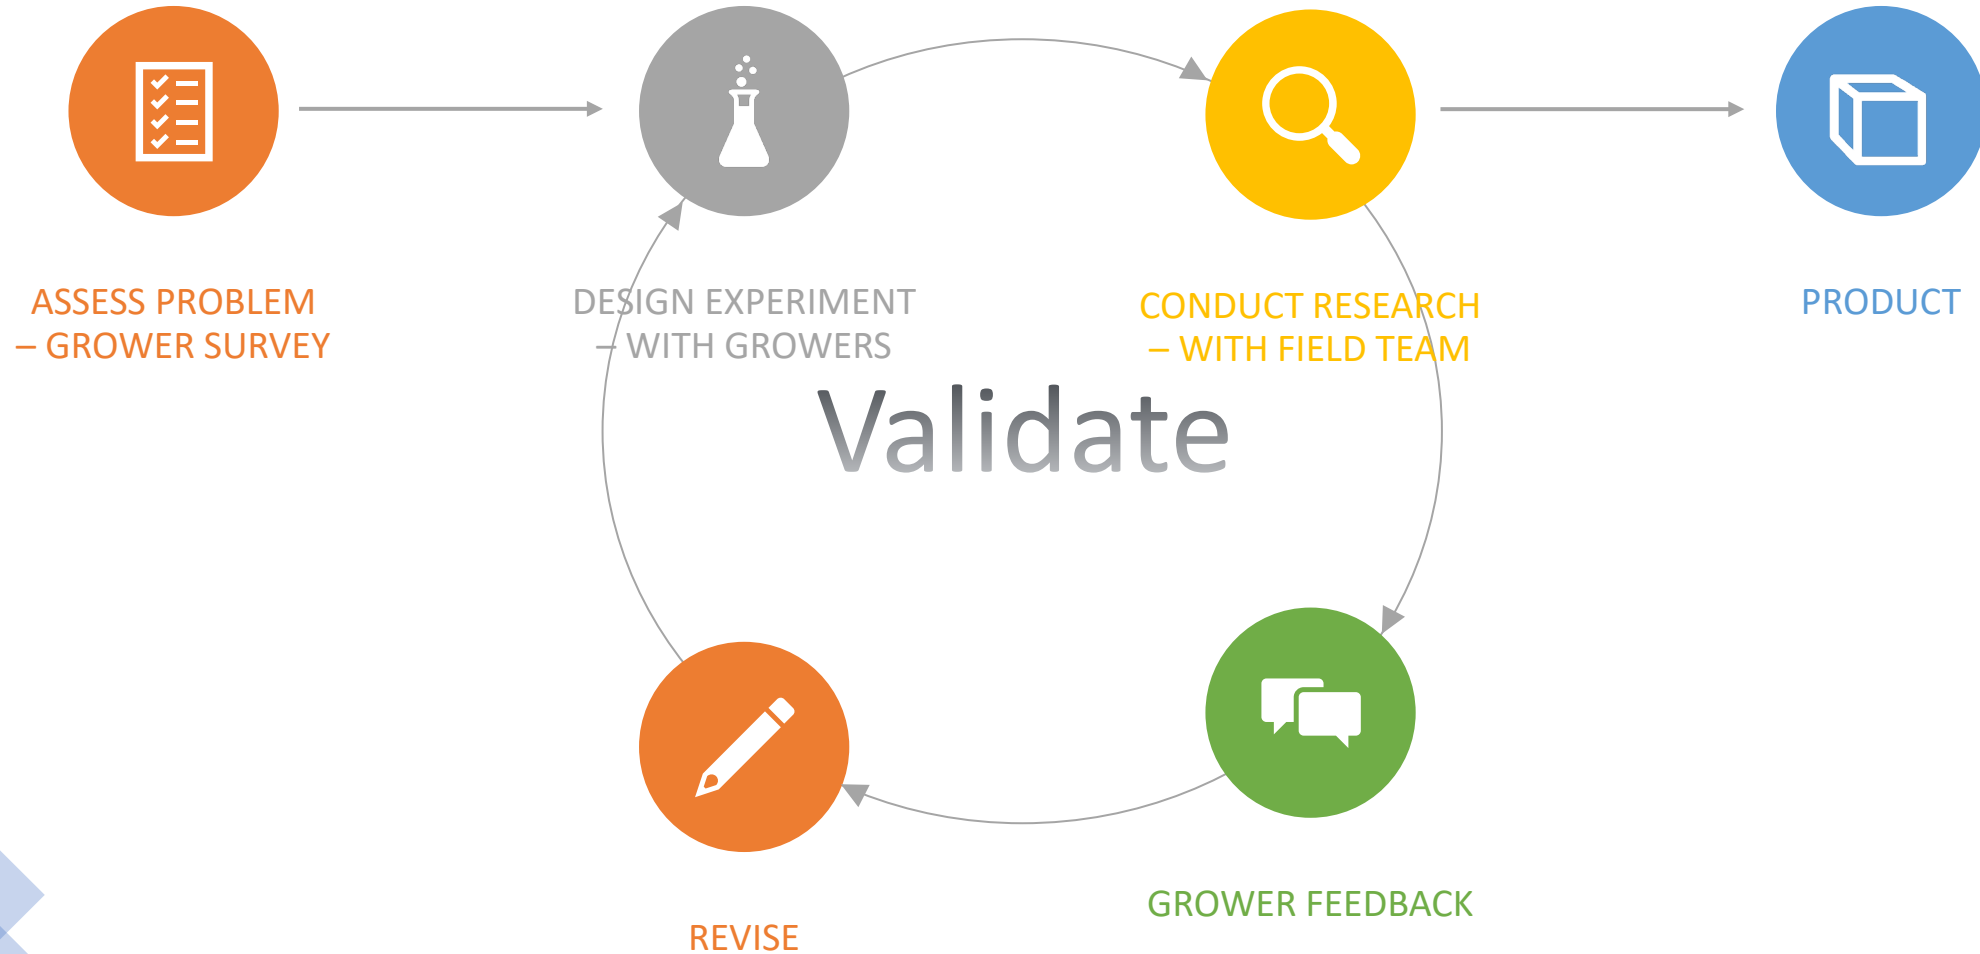 ASSESS PROBLEM
– GROWER SURVEY
DESIGN EXPERIMENT
– WITH GROWERS
CONDUCT RESEARCH
– WITH FIELD TEAM
PRODUCT
Validate
GROWER FEEDBACK
REVISE